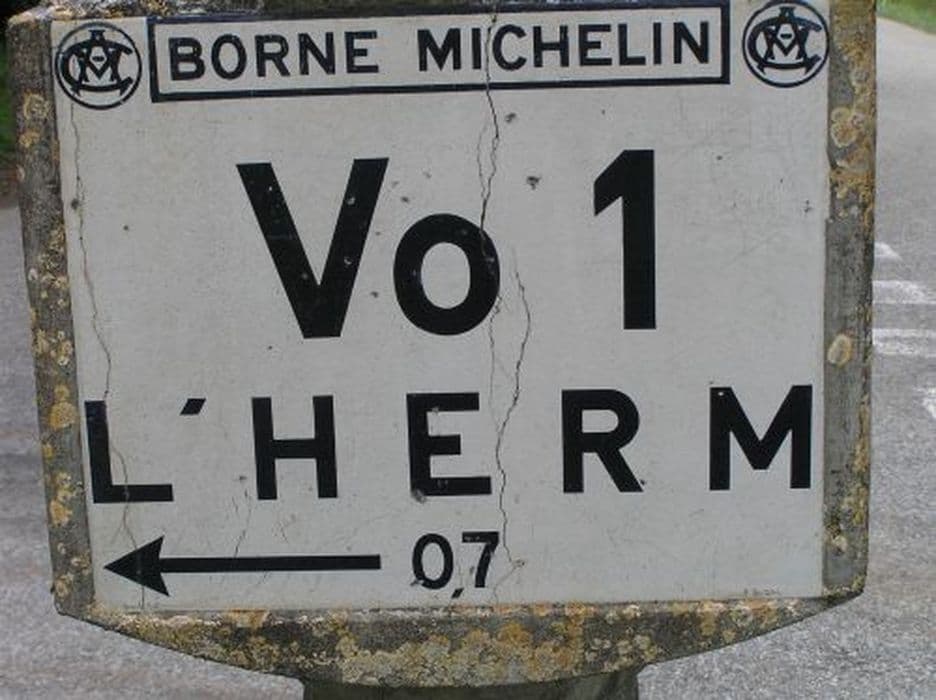 BORNE MICHELIN
Vo 1
L'HERM
0,7